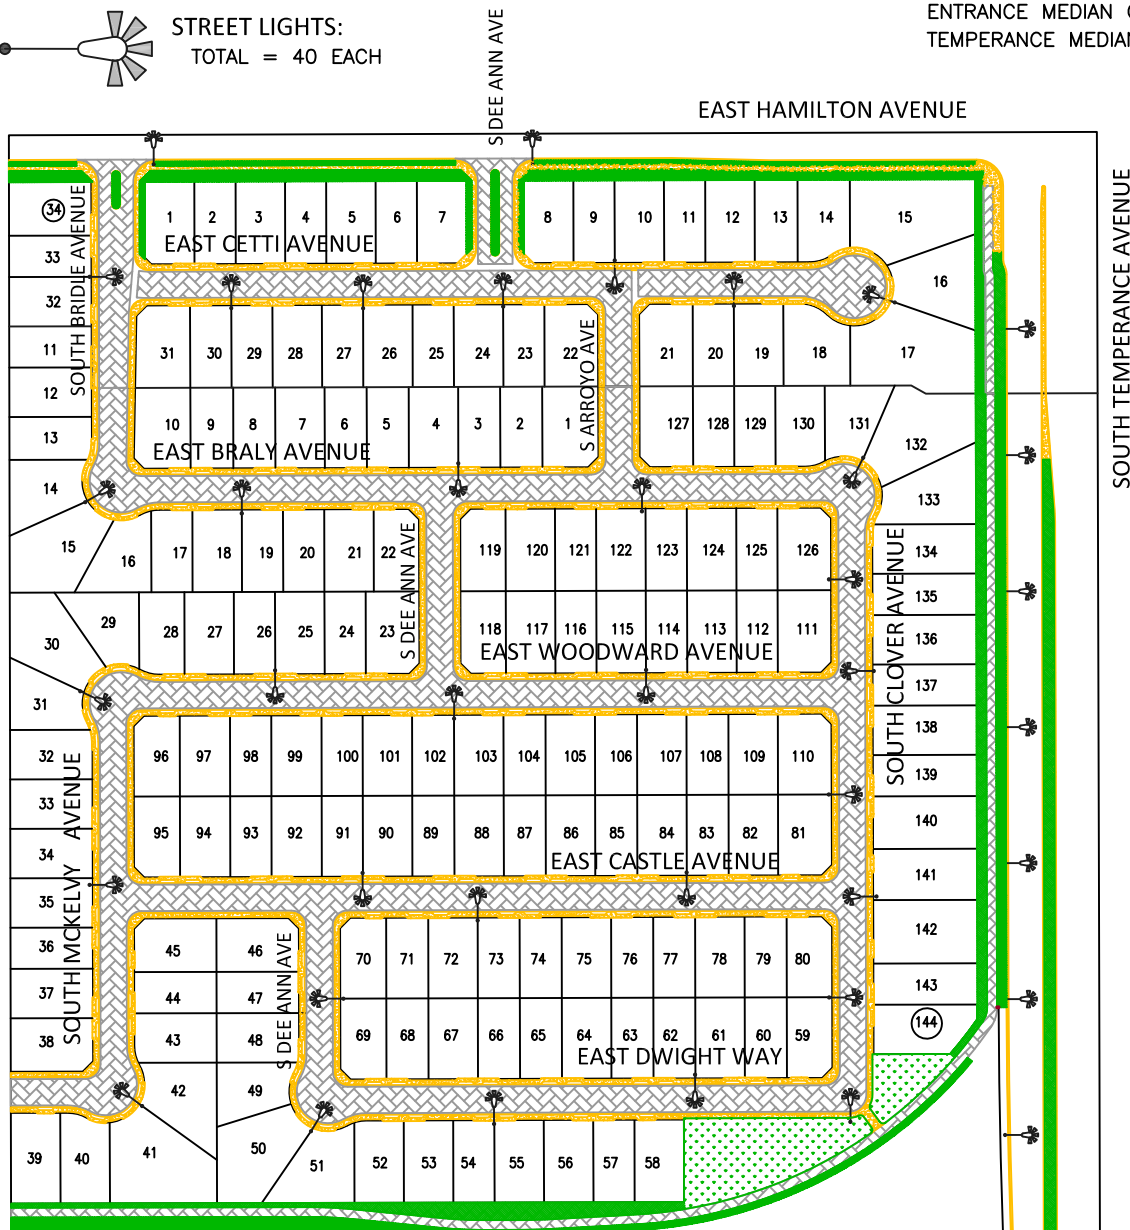 STREET LIGHTS:
TOTAL = 40 EACH
ENTRANCE MEDIAN
TEMPERANCE MEDIAN
S DEE ANN AVE
EAST HAMILTON AVENUE
SOUTH TEMPERANCE AVENUE
SOUTH BRIDLE AVENUE
34
1 2 3 4 5 6 7
8 9 10 11 12 13 14 15
EAST CETTI AVENUE
33
16
32
31 30 29 28 27 26 25 24 23 22
S ARROYO AVE
21 20 19 18 17
11
12
10 9 8 7 6 5 4 3 2 1
127 128 129 130 131
132
13
EAST BRALY AVENUE
14
133
15
16 17 18 19 20 21 22
S DEE ANN AVE
119 120 121 122 123 124 125 126
SOUTH CLOVER AVENUE
134
135
29
30
28 27 26 25 24 23
118 117 116 115 114 113 112 111
136
EAST WOODWARD AVENUE
137
31
138
32
96 97 98 99 100 101 102 103 104 105 106 107 108 109 110
139
SOUTH MCKELVY AVENUE
33
95 94 93 92 91 90 89 88 87 86 85 84 83 82 81
140
34
EAST CASTLE AVENUE
141
35
142
36
45 46
S DEE ANN AVE
70 71 72 73 74 75 76 77 78 79 80
37
44 47
143
38
43 48
69 68 67 66 65 64 63 62 61 60 59
144
EAST DWIGHT WAY
42 49
39 40 41 50 51 52 53 54 55 56 57 58